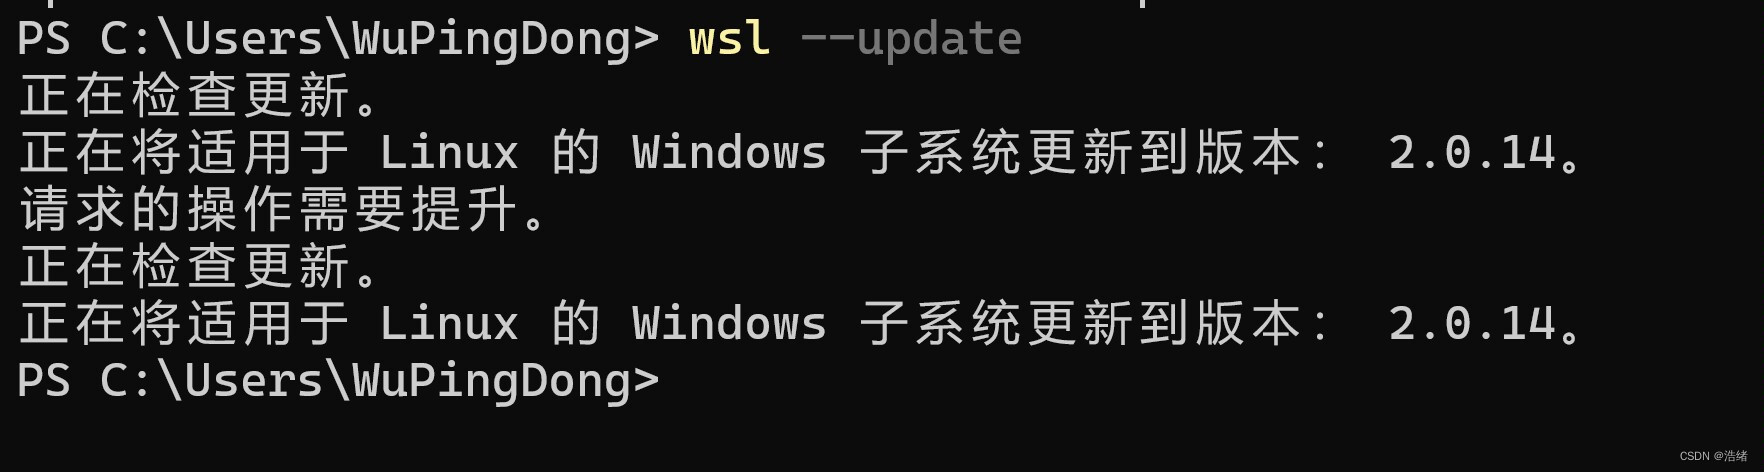 PS C:\Users\WuPingDong> wsl --update
正在检查更新。
正在将适用于 Linux 的 Windows 子系统更新到版本： 2.0.14。
请求的操作需要提升。
正在检查更新。
正在将适用于 Linux 的 Windows 子系统更新到版本： 2.0.14。
PS C:\Users\WuPingDong>
CSDN @浩绪